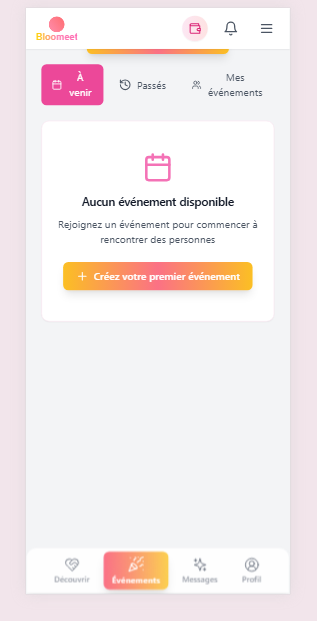 Bloomeet
À
venir
Passés
Mes
événements
Aucun événement disponible
Rejoignez un événement pour commencer à
rencontrer des personnes
Créez votre premier événement
Découvrir
Événements
Messages
Profil